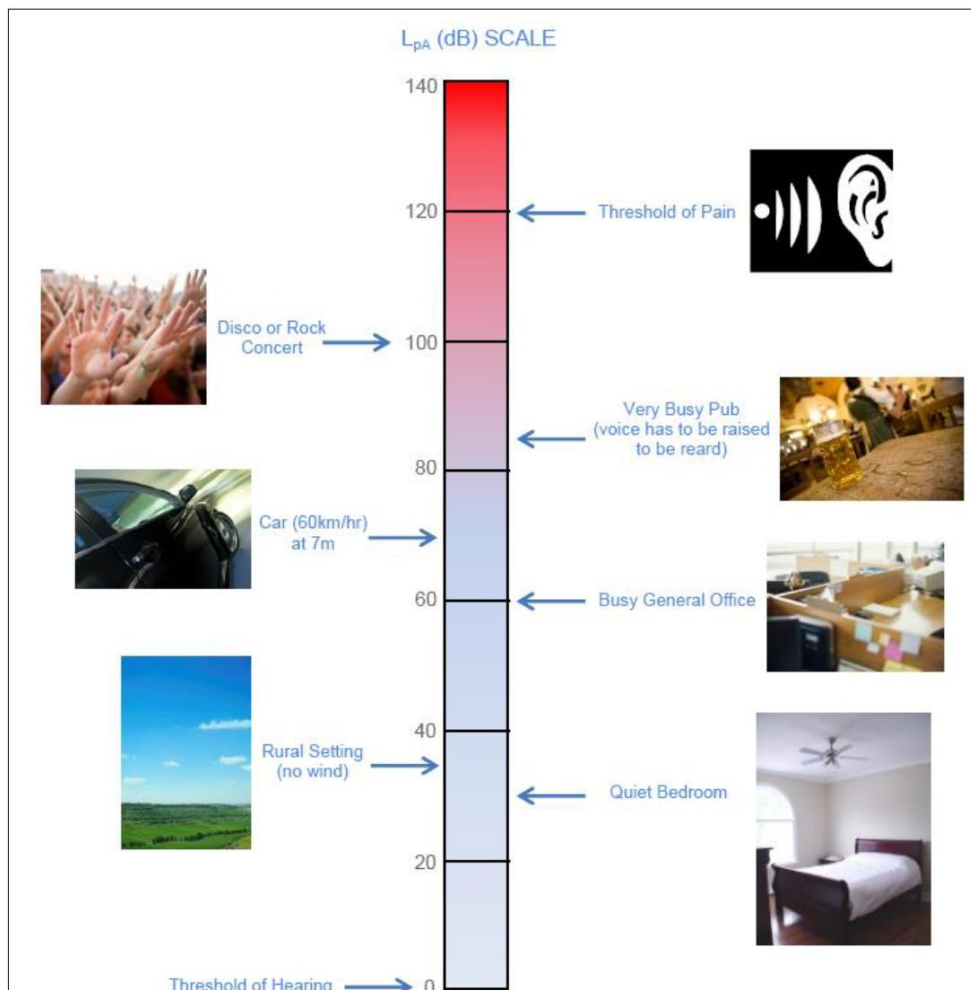 LpA (dB) SCALE
140
120
Threshold of Pain
Disco or Rock
Concert
100
Very Busy Pub
(voice has to be raised
to be reard)
80
Car (60km/hr)
at 7m
60
Busy General Office
40
Rural Setting
(no wind)
Quiet Bedroom
20
Threshold of Hearing
0